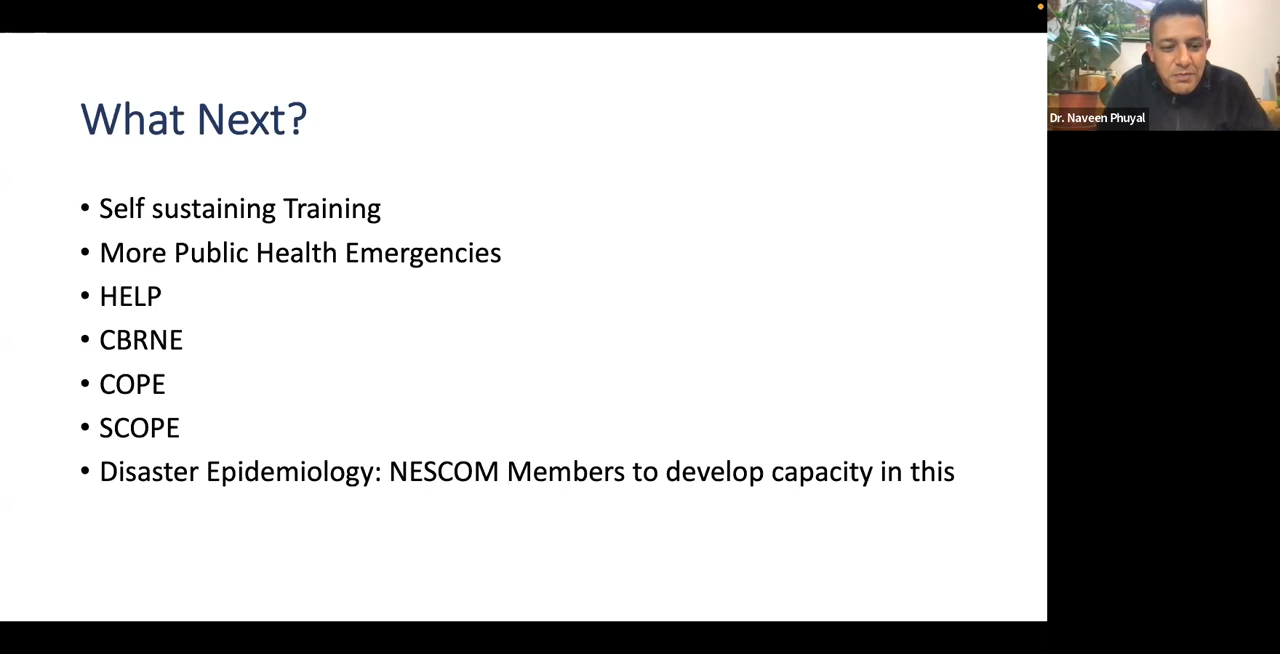 What Next?
• Self sustaining Training
• More Public Health Emergencies
• HELP
• CBRNE
• COPE
• SCOPE
• Disaster Epidemiology: NESCOM Members to develop capacity in this
Dr. Naveen Phuyal